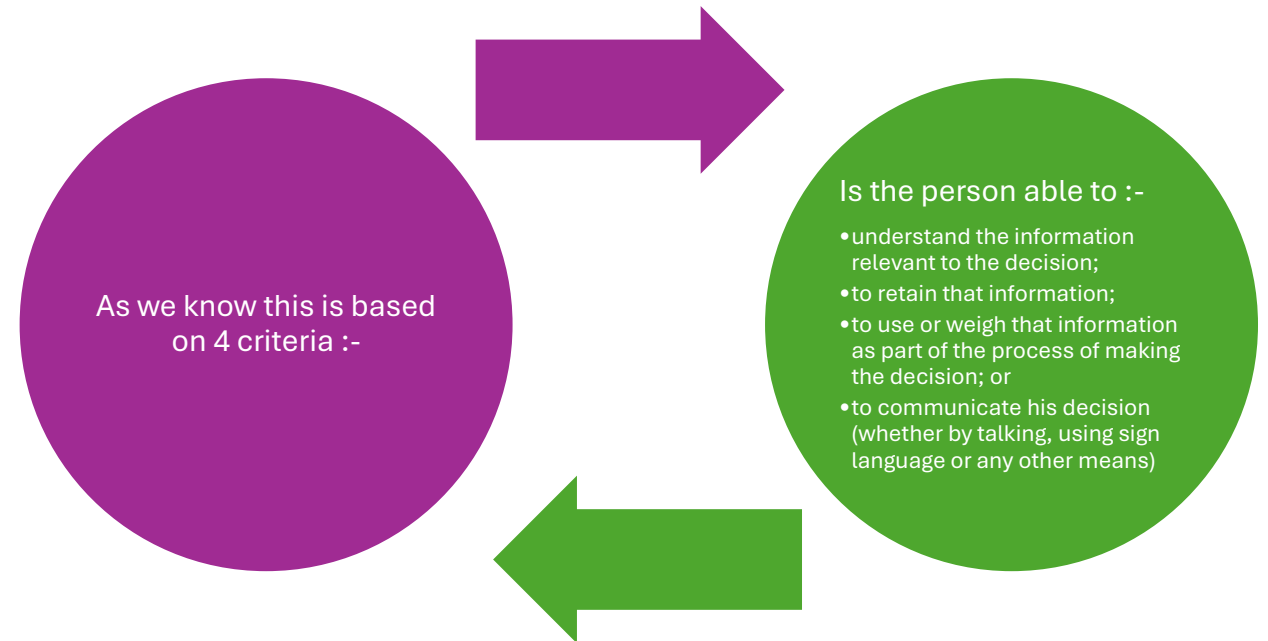 As we know this is based
on 4 criteria :-
Is the person able to :-
•understand the information
relevant to the decision;
•to retain that information;
•to use or weigh that information
as part of the process of making
the decision; or
•to communicate his decision
(whether by talking, using sign
language or any other means)